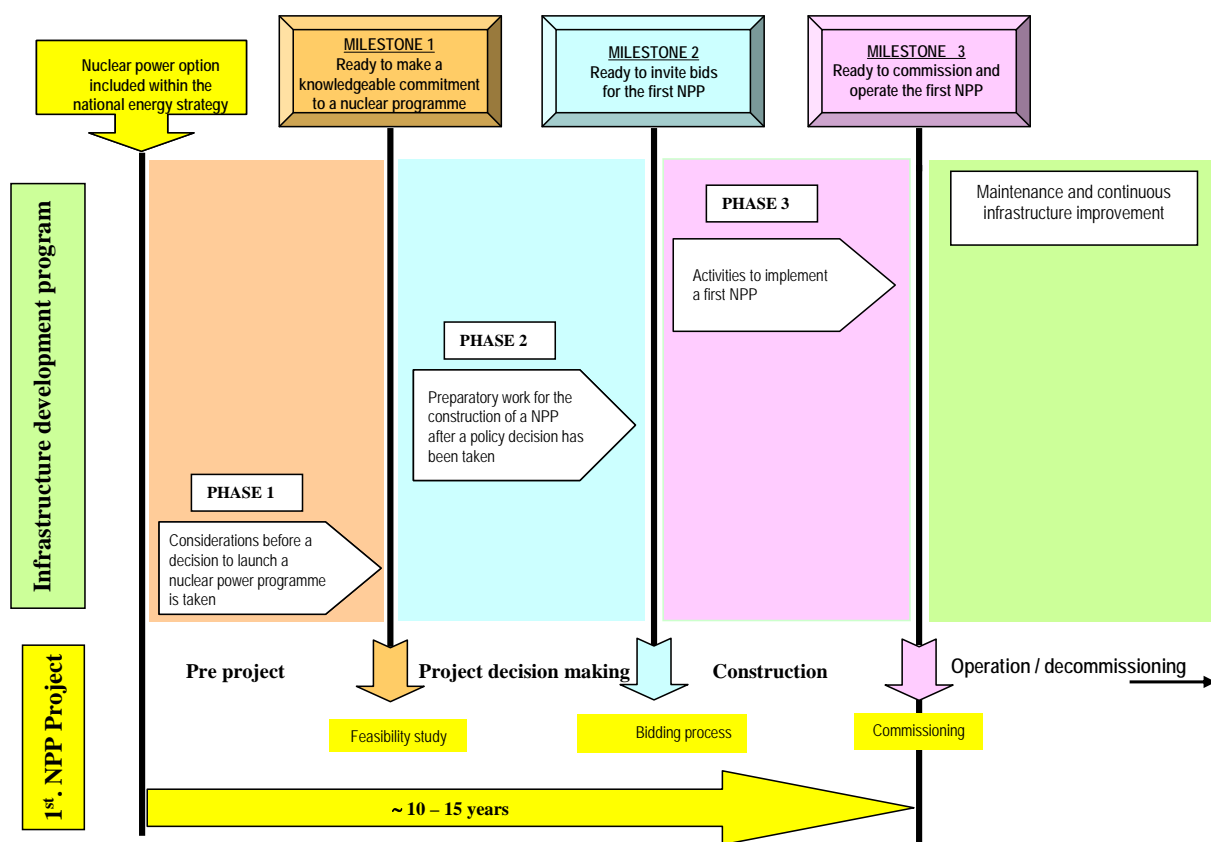 Nuclear power option
included within the
national energy strategy
MILESTONE 1
Ready to make a
knowledgeable commitment
to a nuclear programme
MILESTONE 2
Ready to invite bids
for the first NPP
MILESTONE 3
Ready to commission and
operate the first NPP
Infrastructure development program
Maintenance and continuous
infrastructure improvement
PHASE 3
Activities to implement
a first NPP
PHASE 2
Preparatory work for the
construction of a NPP
after a policy decision has
been taken
PHASE 1
Considerations before a
decision to launch a
nuclear power programme
is taken
1st. NPP Project
Pre project
Project decision making
Construction
Operation / decommissioning
Feasibility study
Bidding process
Commissioning
~ 10 – 15 years